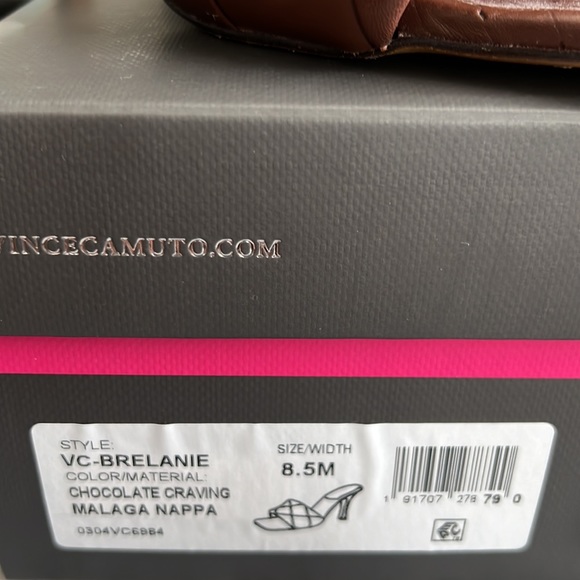 VINCECAMUTO.COM
STYLE:
VC-BRELANIE
COLOR/MATERIAL:
CHOCOLATE CRAVING
MALAGA NAPPA
0304VC6984
SIZE/WIDTH
8.5M
1 91707 278 79 0